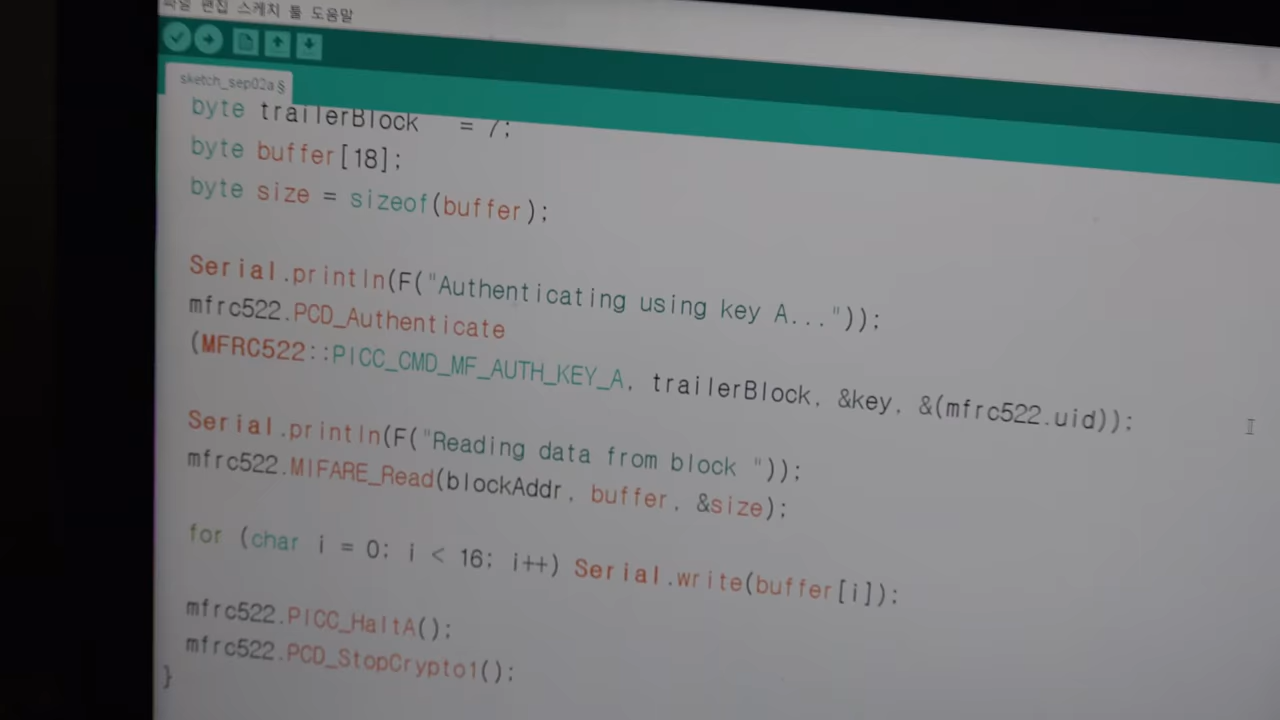 파일 편집 스케치 툴 도움말
sketch_sep02a §
byte trailerBlock = 7;
byte buffer[18];
byte size = sizeof(buffer);
Serial.println(F("Authenticating using key A..."));
mfrc522.PCD_Authenticate
(MFRC522::PICC_CMD_MF_AUTH_KEY_A, trailerBlock, &key, &(mfrc522.uid));
Serial.println(F("Reading data from block "));
mfrc522.MIFARE_Read(blockAddr, buffer, &size);
for (char i = 0; i < 16; i++) Serial.write(buffer[i]);
mfrc522.PICC_HaltA();
mfrc522.PCD_StopCrypto1();
}